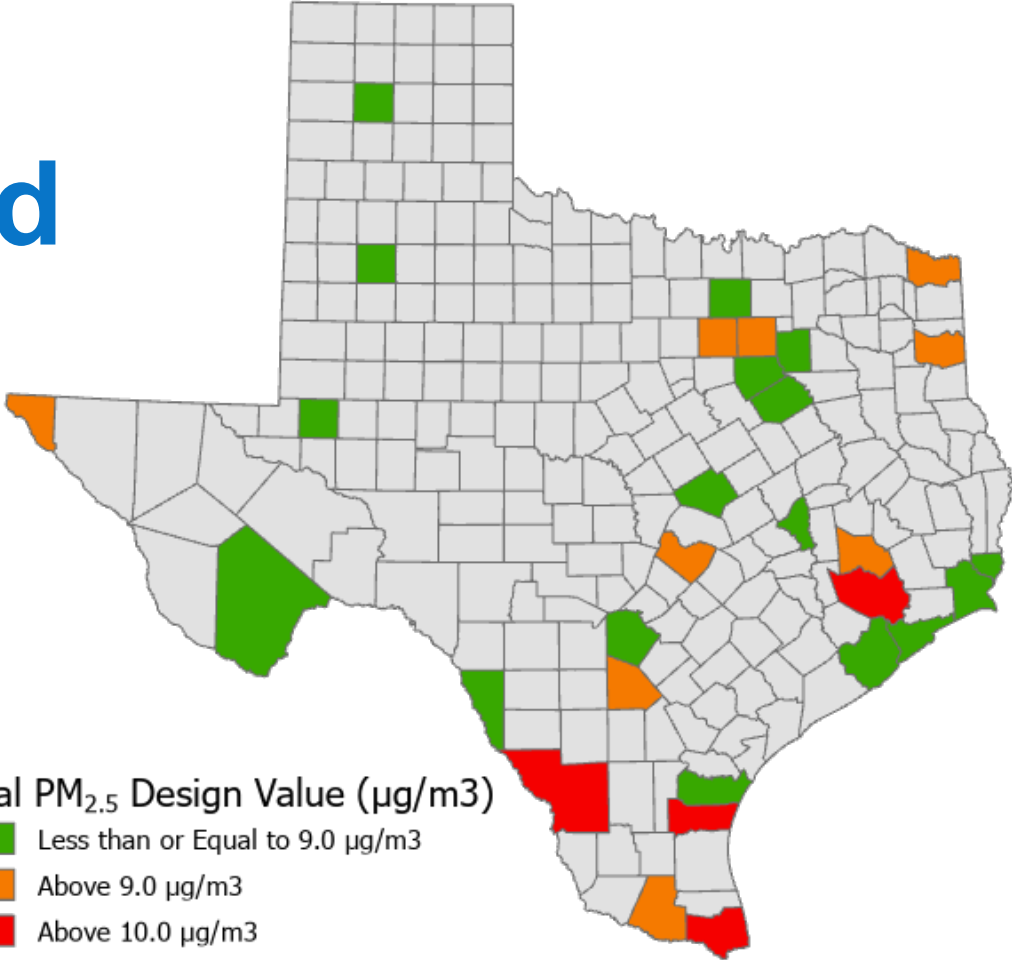 d
al PM₂.₅ Design Value (µg/m3)
Less than or Equal to 9.0 µg/m3
Above 9.0 µg/m3
Above 10.0 µg/m3